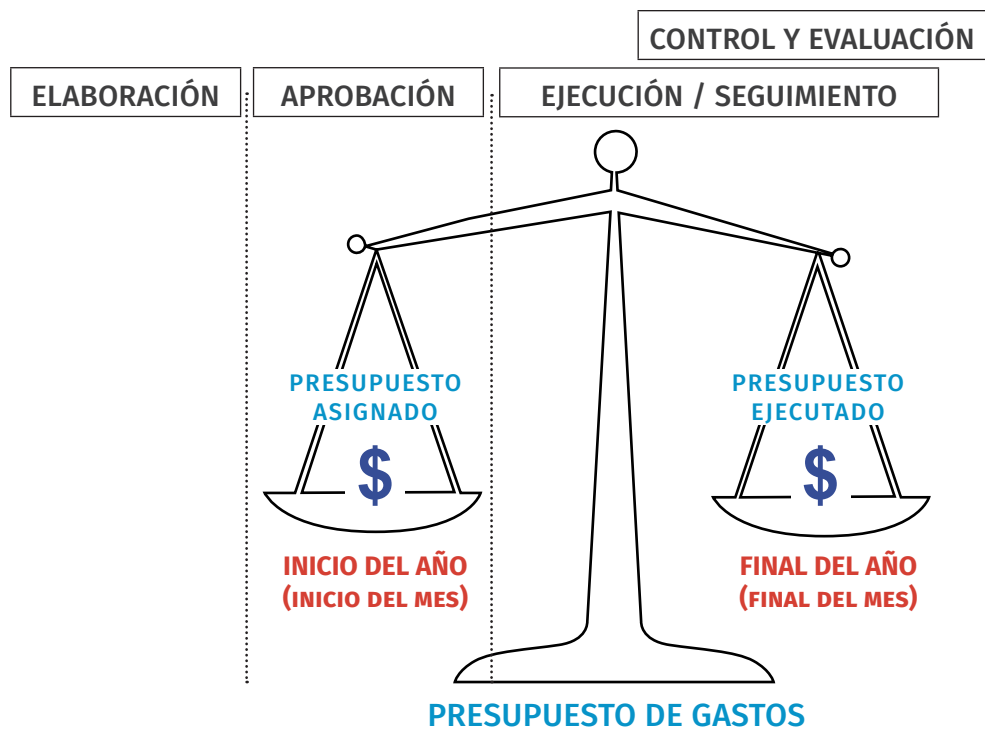 CONTROL Y EVALUACIÓN
ELABORACIÓN
APROBACIÓN
EJECUCIÓN / SEGUIMIENTO
PRESUPUESTO
ASIGNADO
$
INICIO DEL AÑO
(INICIO DEL MES)
PRESUPUESTO
EJECUTADO
$
FINAL DEL AÑO
(FINAL DEL MES)
PRESUPUESTO DE GASTOS